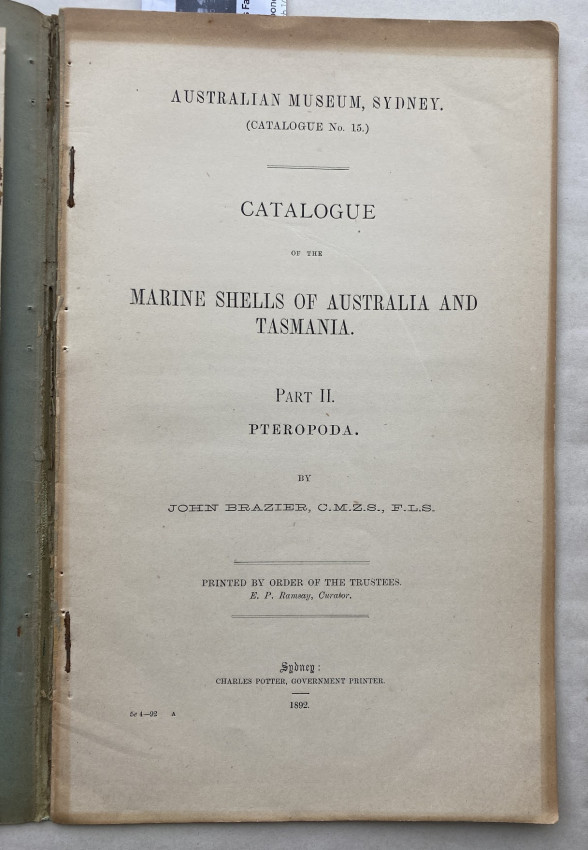 AUSTRALIAN MUSEUM, SYDNEY.
(CATALOGUE No. 15.)
CATALOGUE
OF THE
MARINE SHELLS OF AUSTRALIA AND
TASMANIA.
PART II.
PTEROPODA.
BY
JOHN BRAZIER, C.M.Z.S., F.L.S.
PRINTED BY ORDER OF THE TRUSTEES.
E. P. Ramsay, Curator.
Sydney:
CHARLES POTTER, GOVERNMENT PRINTER.
1892.
A